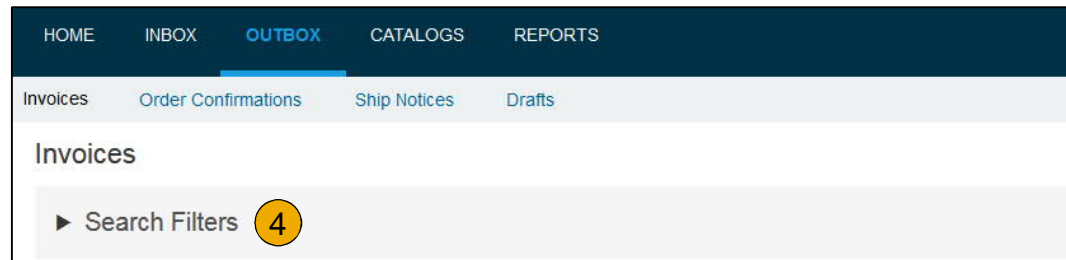 HOME INBOX OUTBOX CATALOGS REPORTS
Invoices Order Confirmations Ship Notices Drafts
Invoices
► Search Filters 4